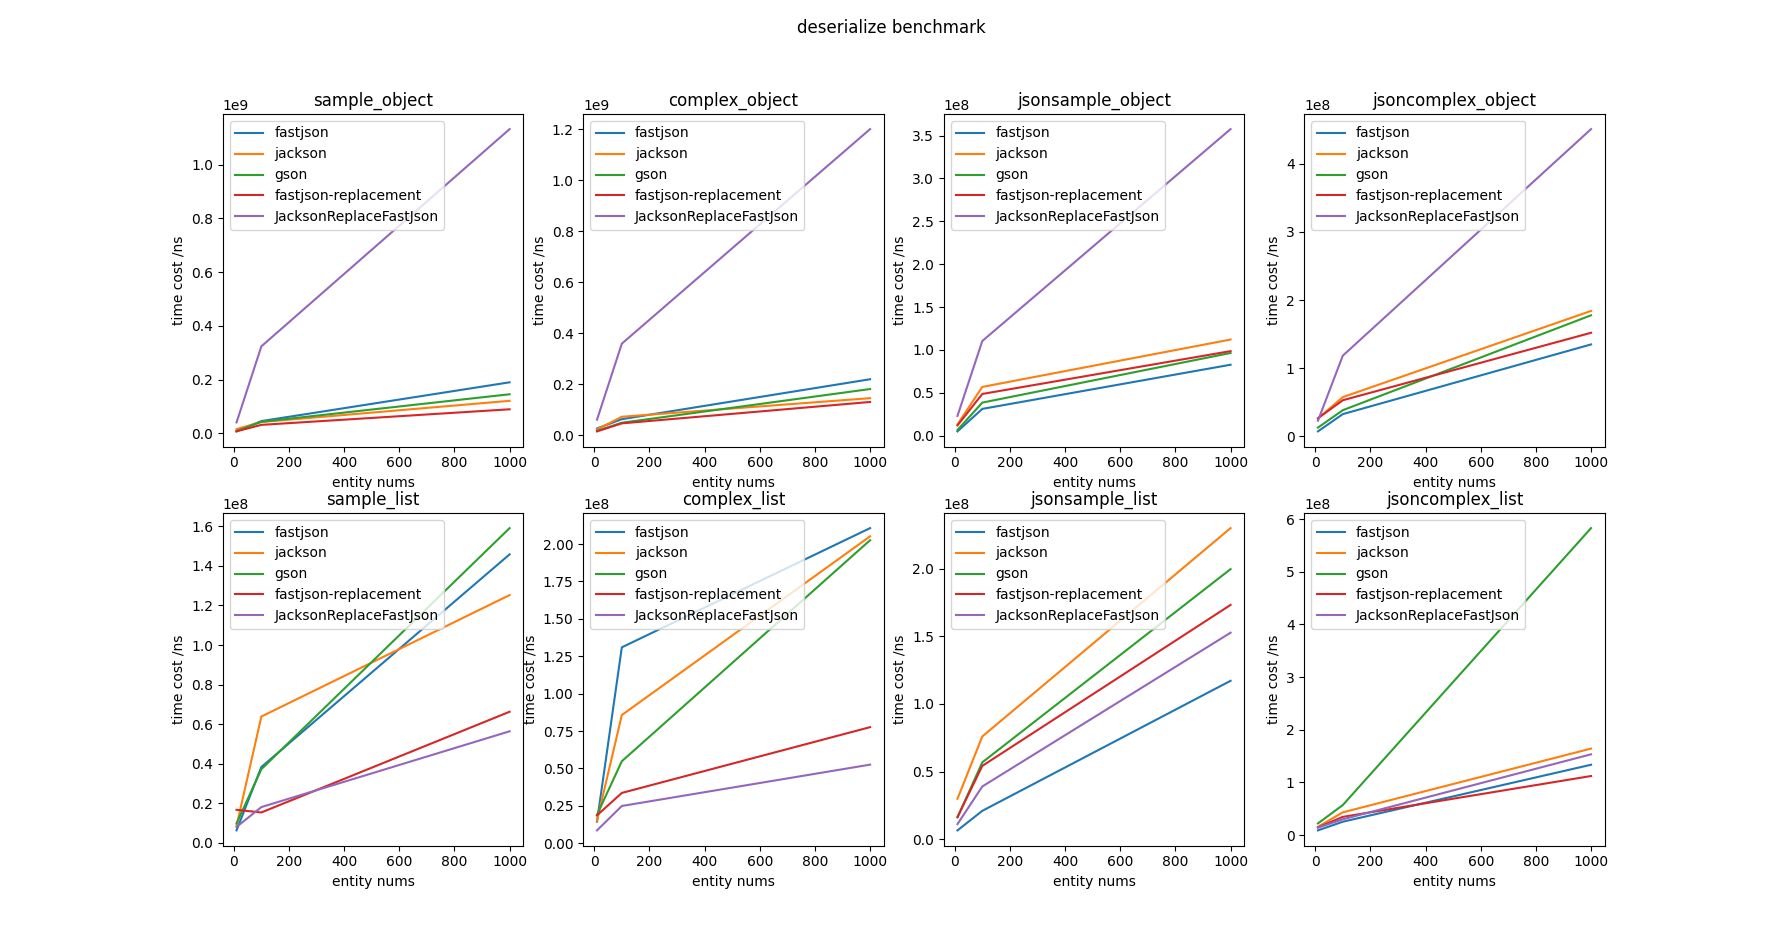 deserialize benchmark
sample_object
1e9
time cost /ns
1.0
0.8
0.6
0.4
0.2
0.0
fastjson
jackson
gson
fastjson-replacement
JacksonReplaceFastJson
0 200 400 600 800 1000
entity nums
complex_object
1e9
time cost /ns
1.2
1.0
0.8
0.6
0.4
0.2
0.0
fastjson
jackson
gson
fastjson-replacement
JacksonReplaceFastJson
0 200 400 600 800 1000
entity nums
jsonsample_object
1e8
time cost /ns
3.5
3.0
2.5
2.0
1.5
1.0
0.5
0.0
fastjson
jackson
gson
fastjson-replacement
JacksonReplaceFastJson
0 200 400 600 800 1000
entity nums
jsoncomplex_object
1e8
time cost /ns
4
3
2
1
0
fastjson
jackson
gson
fastjson-replacement
JacksonReplaceFastJson
0 200 400 600 800 1000
entity nums
sample_list
1e8
time cost /ns
1.6
1.4
1.2
1.0
0.8
0.6
0.4
0.2
0.0
fastjson
jackson
gson
fastjson-replacement
JacksonReplaceFastJson
0 200 400 600 800 1000
entity nums
complex_list
1e8
time cost /ns
2.00
1.75
1.50
1.25
1.00
0.75
0.50
0.25
0.00
fastjson
jackson
gson
fastjson-replacement
JacksonReplaceFastJson
0 200 400 600 800 1000
entity nums
jsonsample_list
1e8
time cost /ns
2.0
1.5
1.0
0.5
0.0
fastjson
jackson
gson
fastjson-replacement
JacksonReplaceFastJson
0 200 400 600 800 1000
entity nums
jsoncomplex_list
1e8
time cost /ns
6
5
4
3
2
1
0
fastjson
jackson
gson
fastjson-replacement
JacksonReplaceFastJson
0 200 400 600 800 1000
entity nums